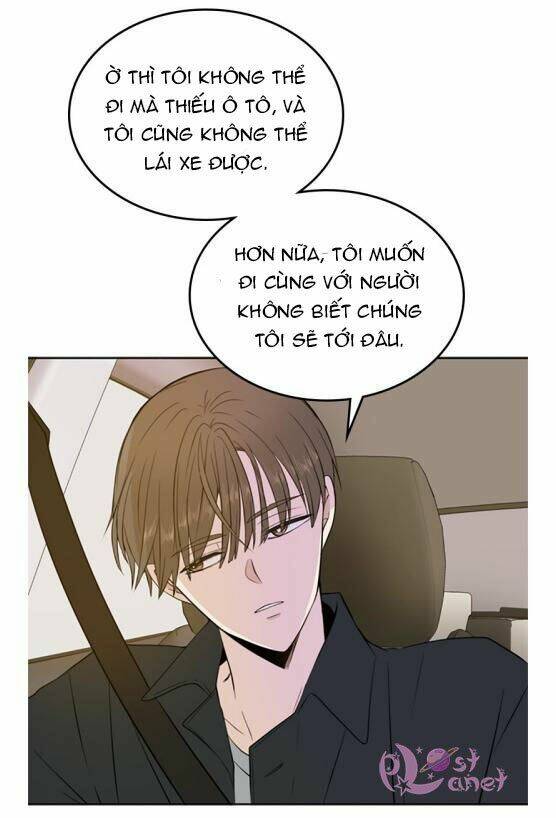 Ờ THÌ TÔI KHÔNG THỂ
ĐI MÀ THIẾU Ô TÔ, VÀ
TÔI CŨNG KHÔNG THỂ
LÁI XE ĐƯỢC.
HƠN NỮA, TÔI MUỐN
ĐI CÙNG VỚI NGƯỜI
KHÔNG BIẾT CHÚNG
TÔI SẼ TỚI ĐÂU.
Lost
Planet